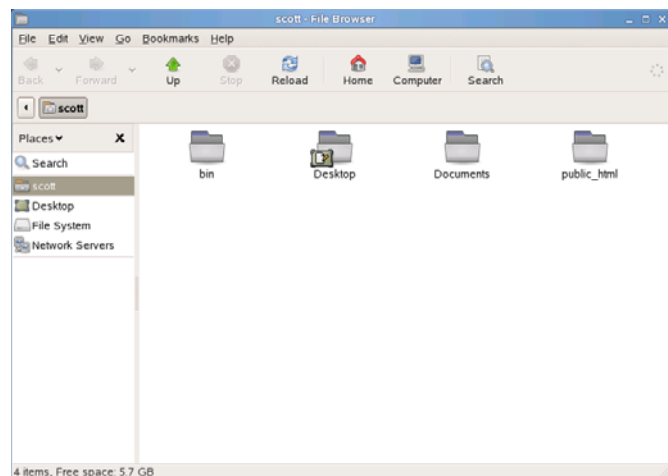 scott - File Browser
File Edit View Go Bookmarks Help
Back Forward Up Stop Reload Home Computer Search
scott
Places
Search
scott
Desktop
File System
Network Servers
bin Desktop Documents public_html
4 items, Free space: 5.7 GB